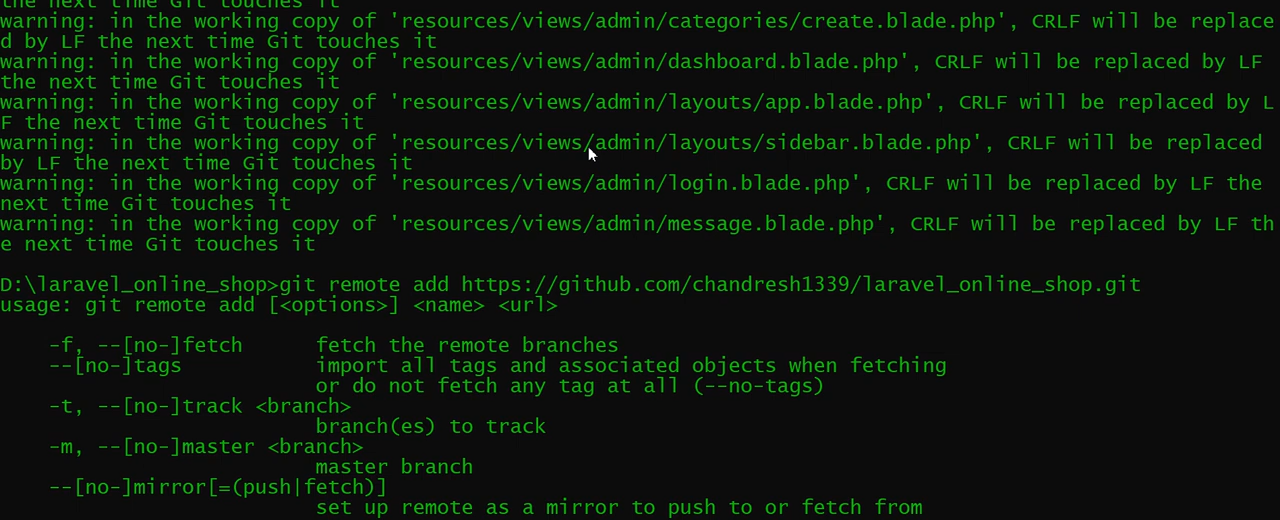 the next time Git touches it
warning: in the working copy of 'resources/views/admin/categories/create.blade.php', CRLF will be replace
d by LF the next time Git touches it
warning: in the working copy of 'resources/views/admin/dashboard.blade.php', CRLF will be replaced by LF
the next time Git touches it
warning: in the working copy of 'resources/views/admin/layouts/app.blade.php', CRLF will be replaced by L
F the next time Git touches it
warning: in the working copy of 'resources/views/admin/layouts/sidebar.blade.php', CRLF will be replaced
by LF the next time Git touches it
warning: in the working copy of 'resources/views/admin/login.blade.php', CRLF will be replaced by LF the
next time Git touches it
warning: in the working copy of 'resources/views/admin/message.blade.php', CRLF will be replaced by LF th
e next time Git touches it
D:\laravel_online_shop>git remote add https://github.com/chandresh1339/laravel_online_shop.git
usage: git remote add [<options>] <name> <url>
-f, --[no-]fetch fetch the remote branches
--[no-]tags import all tags and associated objects when fetching
or do not fetch any tag at all (--no-tags)
-t, --[no-]track <branch>
branch(es) to track
-m, --[no-]master <branch>
master branch
--[no-]mirror[=(push|fetch)]
set up remote as a mirror to push to or fetch from